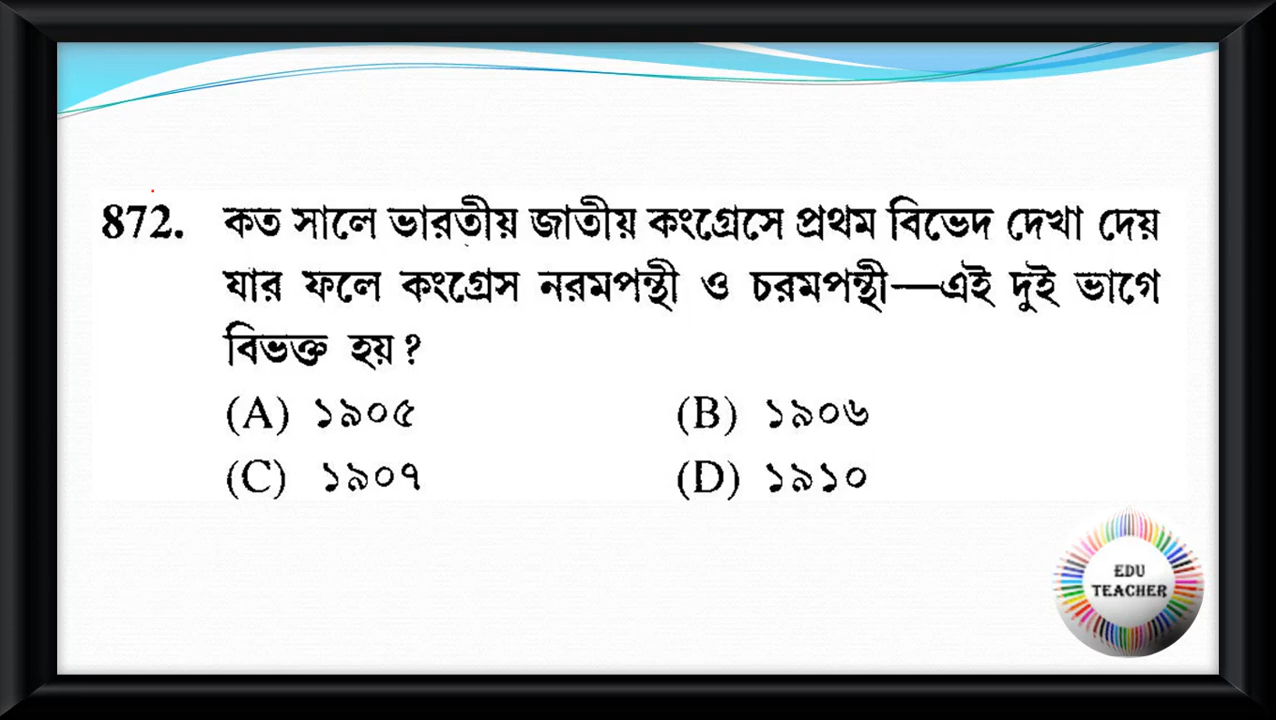 872. কত সালে ভারতীয় জাতীয় কংগ্রেসে প্রথম বিভেদ দেখা দেয়
যার ফলে কংগ্রেস নরমপন্থী ও চরমপন্থী—এই দুই ভাগে
বিভক্ত হয়?
(A) ১৯০৫ (B) ১৯০৬
(C) ১৯০৭ (D) ১৯১০
EDU
TEACHER